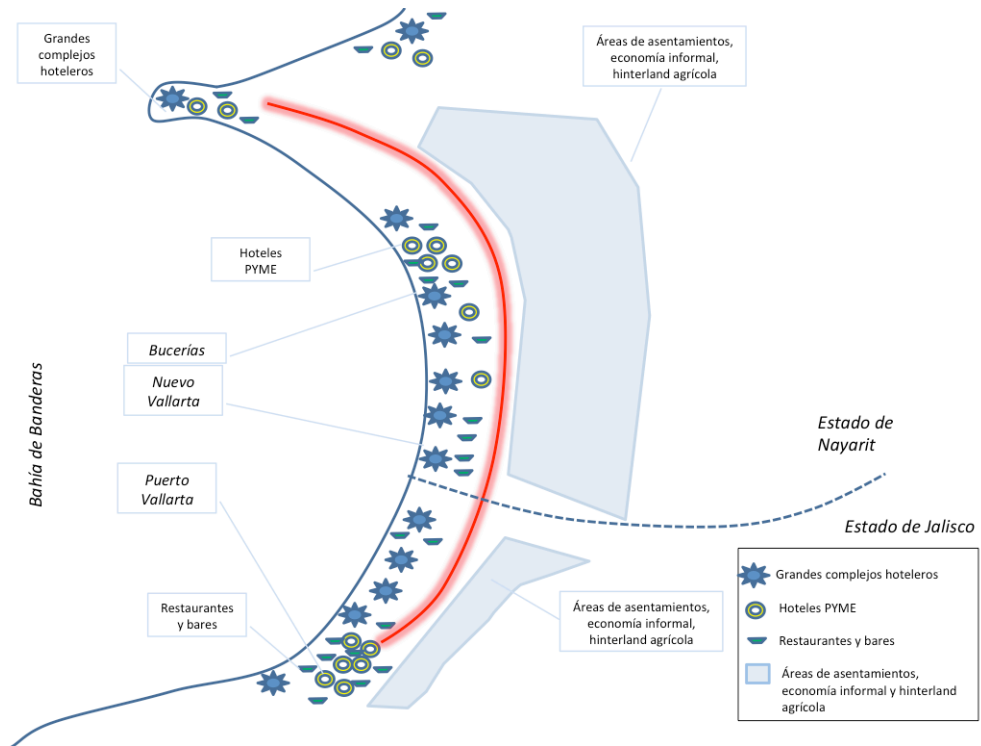 Grandes
complejos
hoteleros
Áreas de asentamientos,
economía informal,
hinterland agrícola
Hoteles
PYME
Bucerías
Nuevo
Vallarta
Bahía de Banderas
Puerto
Vallarta
Estado de
Nayarit
Estado de Jalisco
Restaurantes
y bares
Áreas de asentamientos,
economía informal,
hinterland agrícola
Grandes complejos hoteleros
Hoteles PYME
Restaurantes y bares
Áreas de asentamientos,
economía informal y hinterland
agrícola